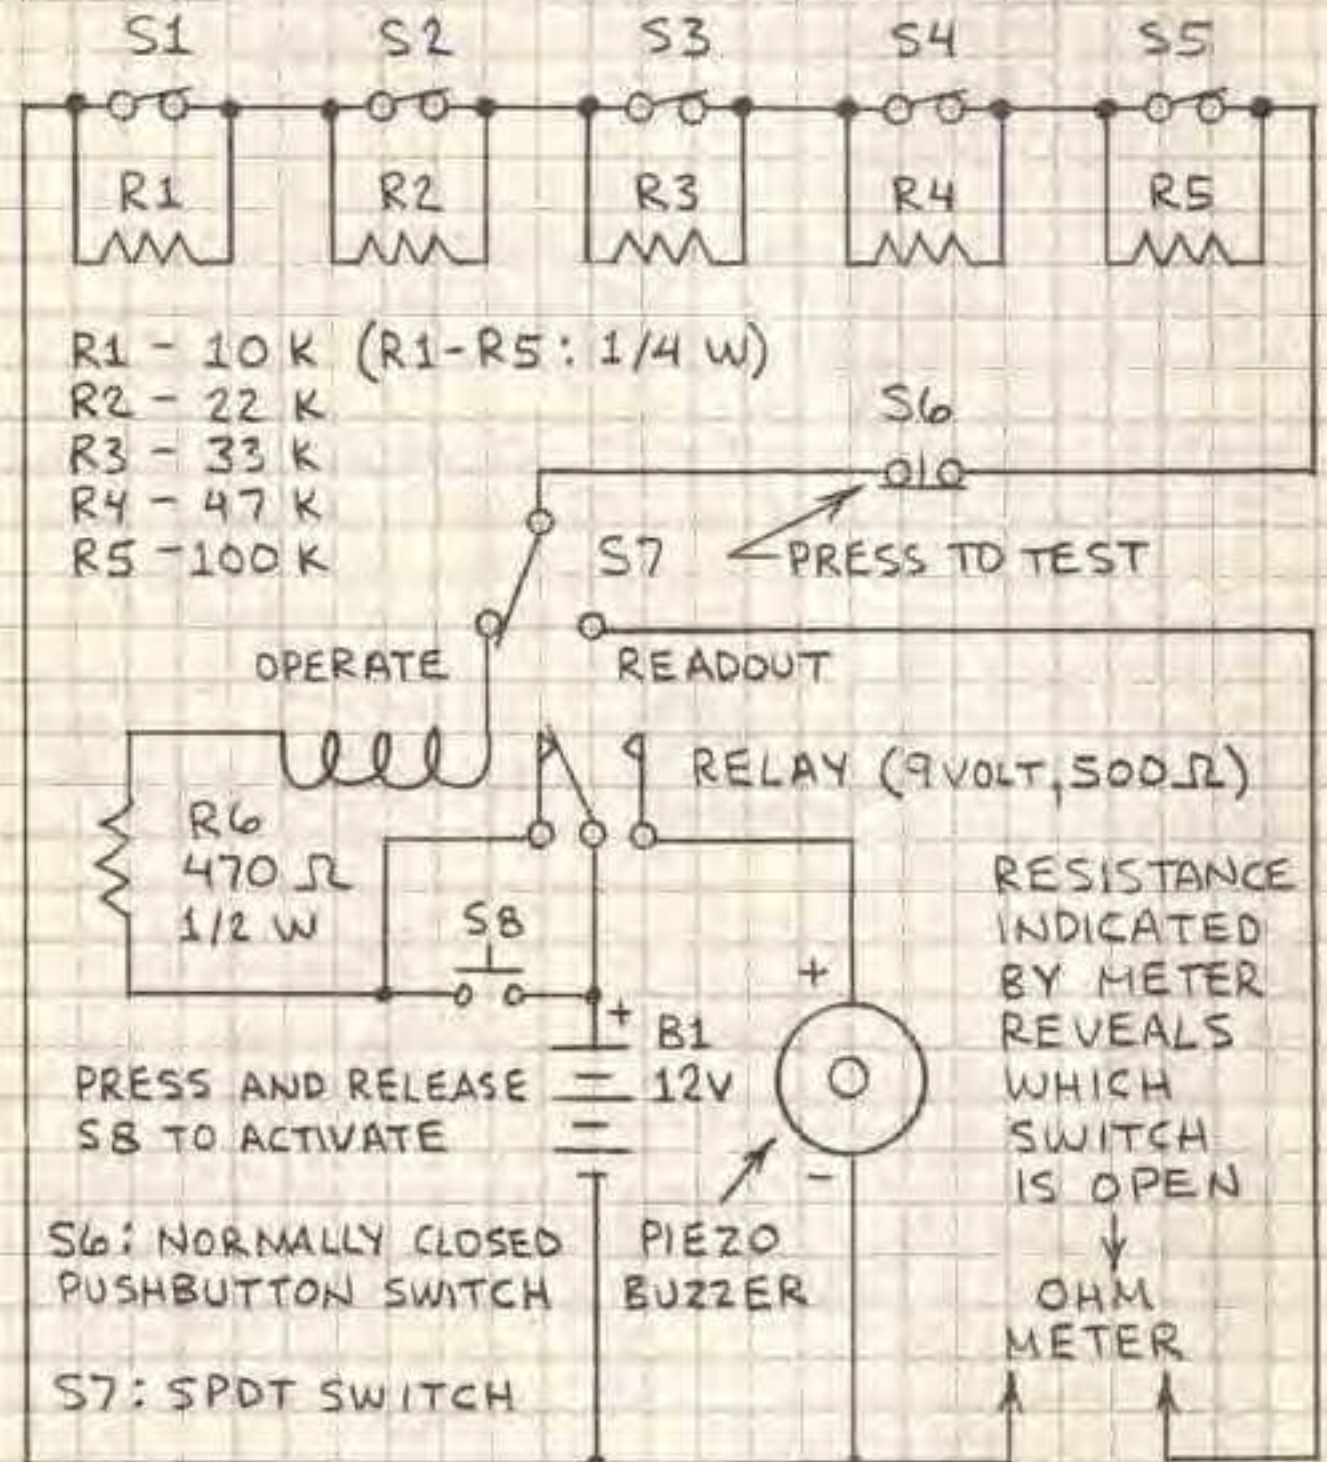 S1 S2 S3 S4 S5
R1 R2 R3 R4 R5
R1 - 10 K (R1-R5: 1/4 W)
R2 - 22 K
R3 - 33 K
R4 - 47 K
R5 - 100 K
S6
PRESS TO TEST
S7
OPERATE
READOUT
RELAY (9 VOLT, 500 Ω)
R6
470 Ω
1/2 W
S8
+
B1
12V
PRESS AND RELEASE
S8 TO ACTIVATE
+
-
PIEZO
BUZZER
RESISTANCE
INDICATED
BY METER
REVEALS
WHICH
SWITCH
IS OPEN
OHM
METER
S6: NORMALLY CLOSED
PUSHBUTTON SWITCH
S7: SPDT SWITCH